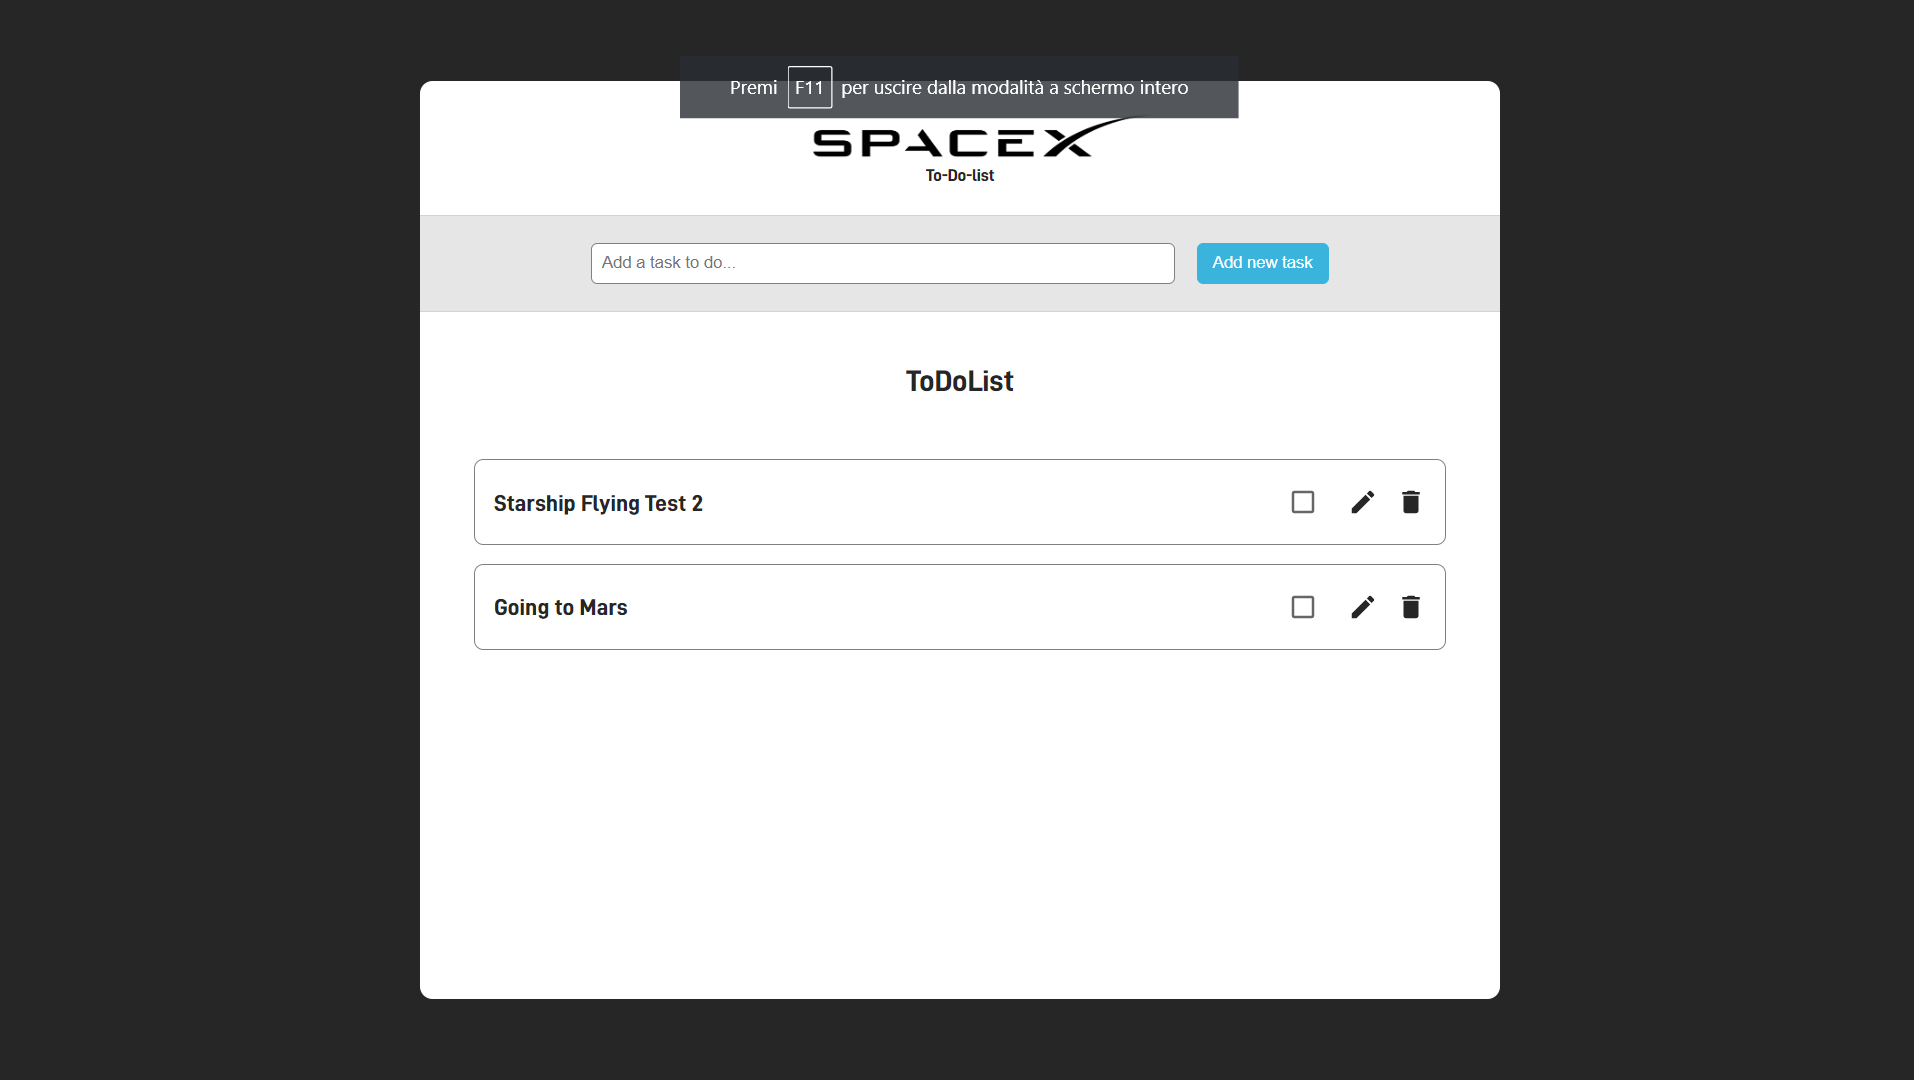 Premi F11 per uscire dalla modalità a schermo intero
SPACEX
To-Do-list
Add a task to do...
Add new task
ToDoList
Starship Flying Test 2
Going to Mars